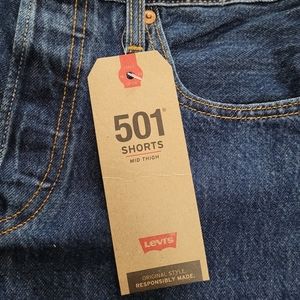 501®
SHORTS
MID THIGH
Levi's
ORIGINAL STYLE.
RESPONSIBLY MADE.